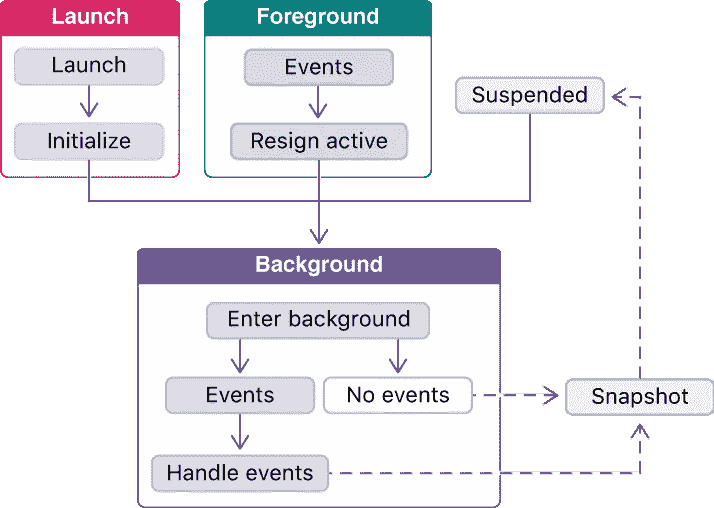 Launch
Launch
Initialize
Foreground
Events
Resign active
Suspended
Background
Enter background
Events
No events
Handle events
Snapshot